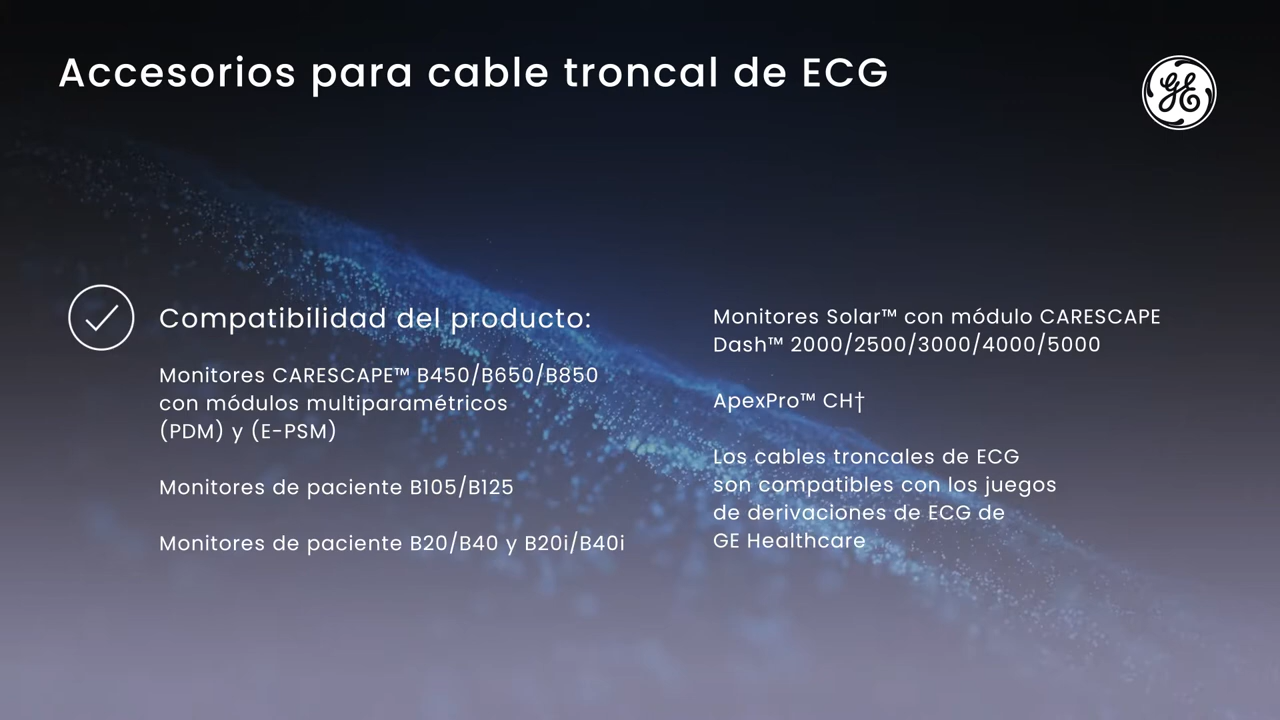 Accesorios para cable troncal de ECG
GE
Compatibilidad del producto:
Monitores CARESCAPE™ B450/B650/B850
con módulos multiparamétricos
(PDM) y (E-PSM)
Monitores de paciente B105/B125
Monitores de paciente B20/B40 y B20i/B40i
Monitores Solar™ con módulo CARESCAPE
Dash™ 2000/2500/3000/4000/5000
ApexPro™ CH†
Los cables troncales de ECG
son compatibles con los juegos
de derivaciones de ECG de
GE Healthcare